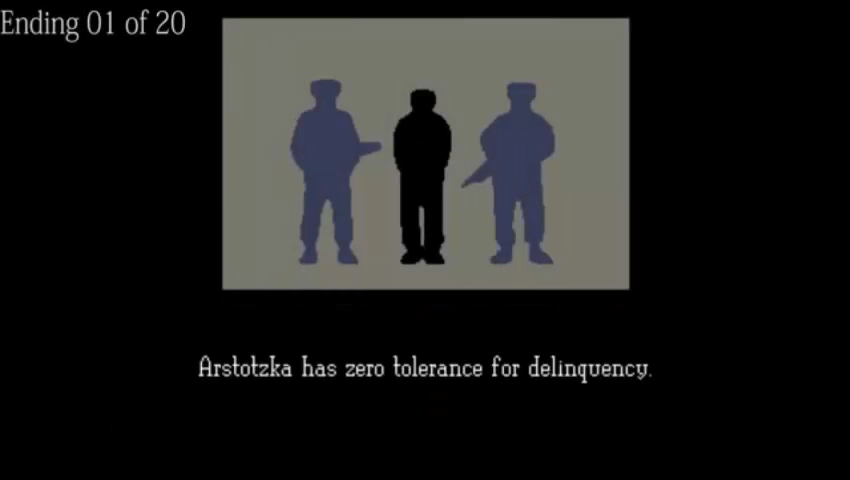 Ending 01 of 20
Arstotzka has zero tolerance for delinquency.